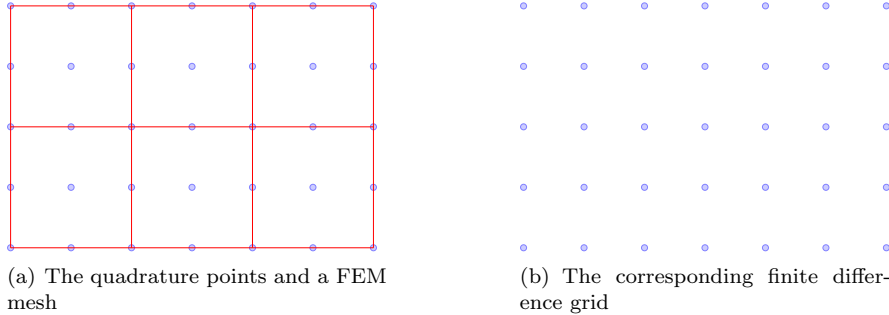 (a) The quadrature points and a FEM
mesh
(b) The corresponding finite differ-
ence grid